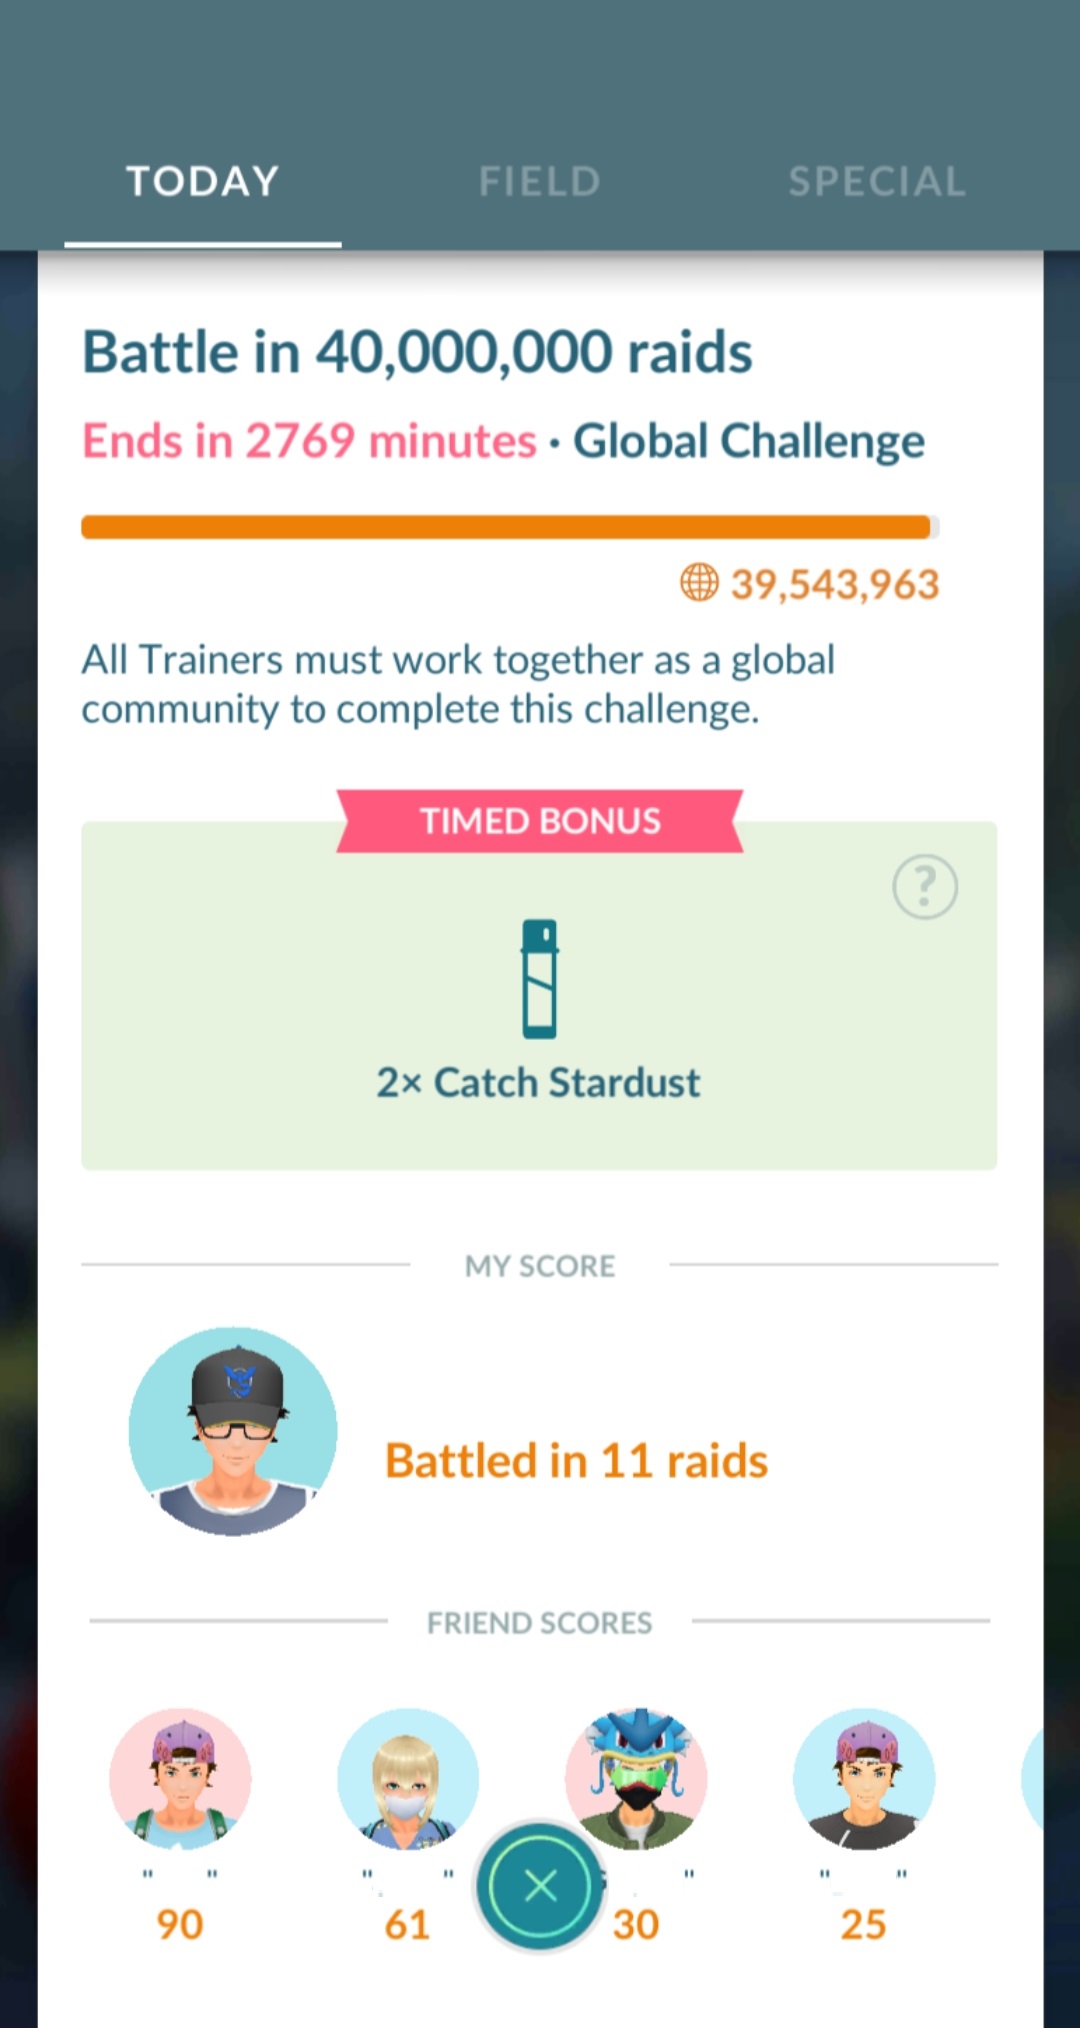 TODAY FIELD SPECIAL
Battle in 40,000,000 raids
Ends in 2769 minutes · Global Challenge
39,543,963
All Trainers must work together as a global
community to complete this challenge.
TIMED BONUS
?
2× Catch Stardust
MY SCORE
Battled in 11 raids
FRIEND SCORES
" " " " " " "
90 61 30 25